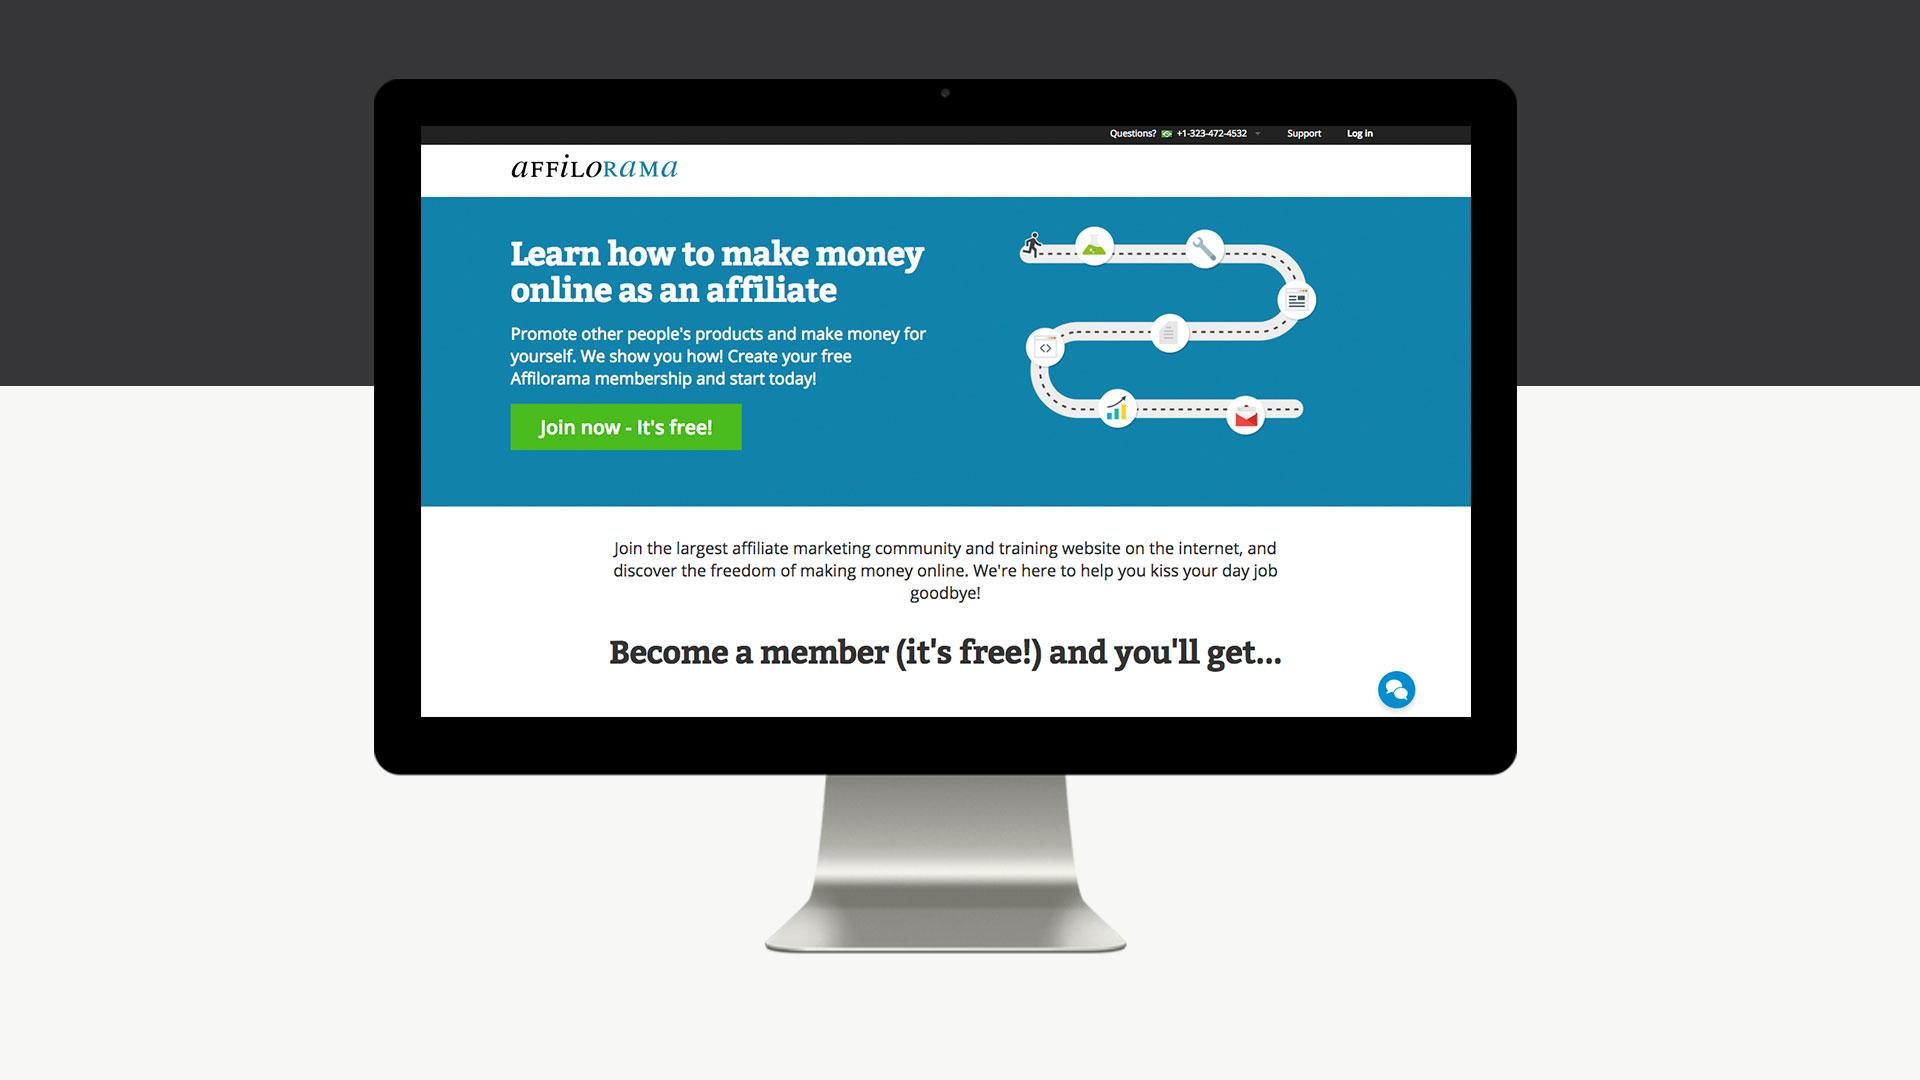 Questions? +1-323-472-4532 Support Log in
aFFiLORaMa
Learn how to make money
online as an affiliate
Promote other people's products and make money for
yourself. We show you how! Create your free
Affilorama membership and start today!
Join now - It's free!
Join the largest affiliate marketing community and training website on the internet, and
discover the freedom of making money online. We're here to help you kiss your day job
goodbye!
Become a member (it's free!) and you'll get...